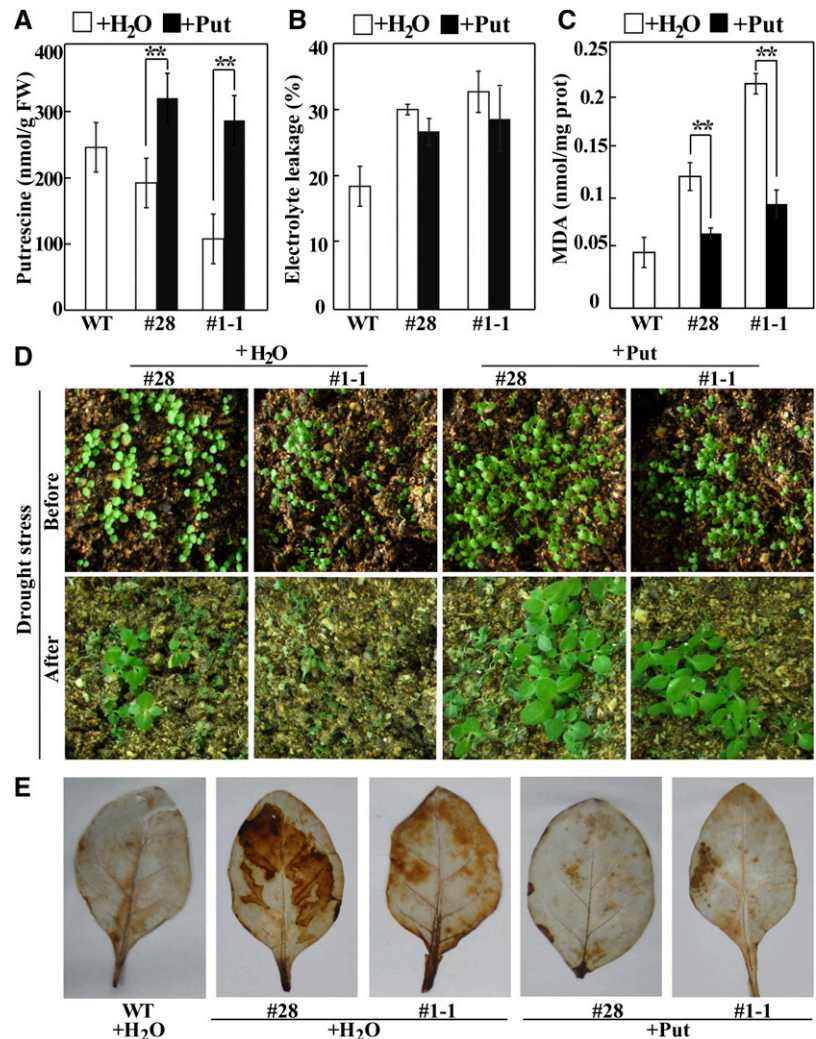 A
+H₂O +Put
Putrescine (nmol/g FW)
400
300
200
100
0
** **
WT #28 #1-1
B
+H₂O +Put
Electrolyte leakage (%)
40
30
20
10
0
WT #28 #1-1
C
+H₂O +Put
MDA (nmol/mg prot)
0.25
0.2
0.15
0.1
0.05
0
** **
WT #28 #1-1
D
+H₂O +Put
#28 #1-1 #28 #1-1
Drought stress
Before
After
E
WT #28 #1-1 #28 #1-1
+H₂O +H₂O +Put